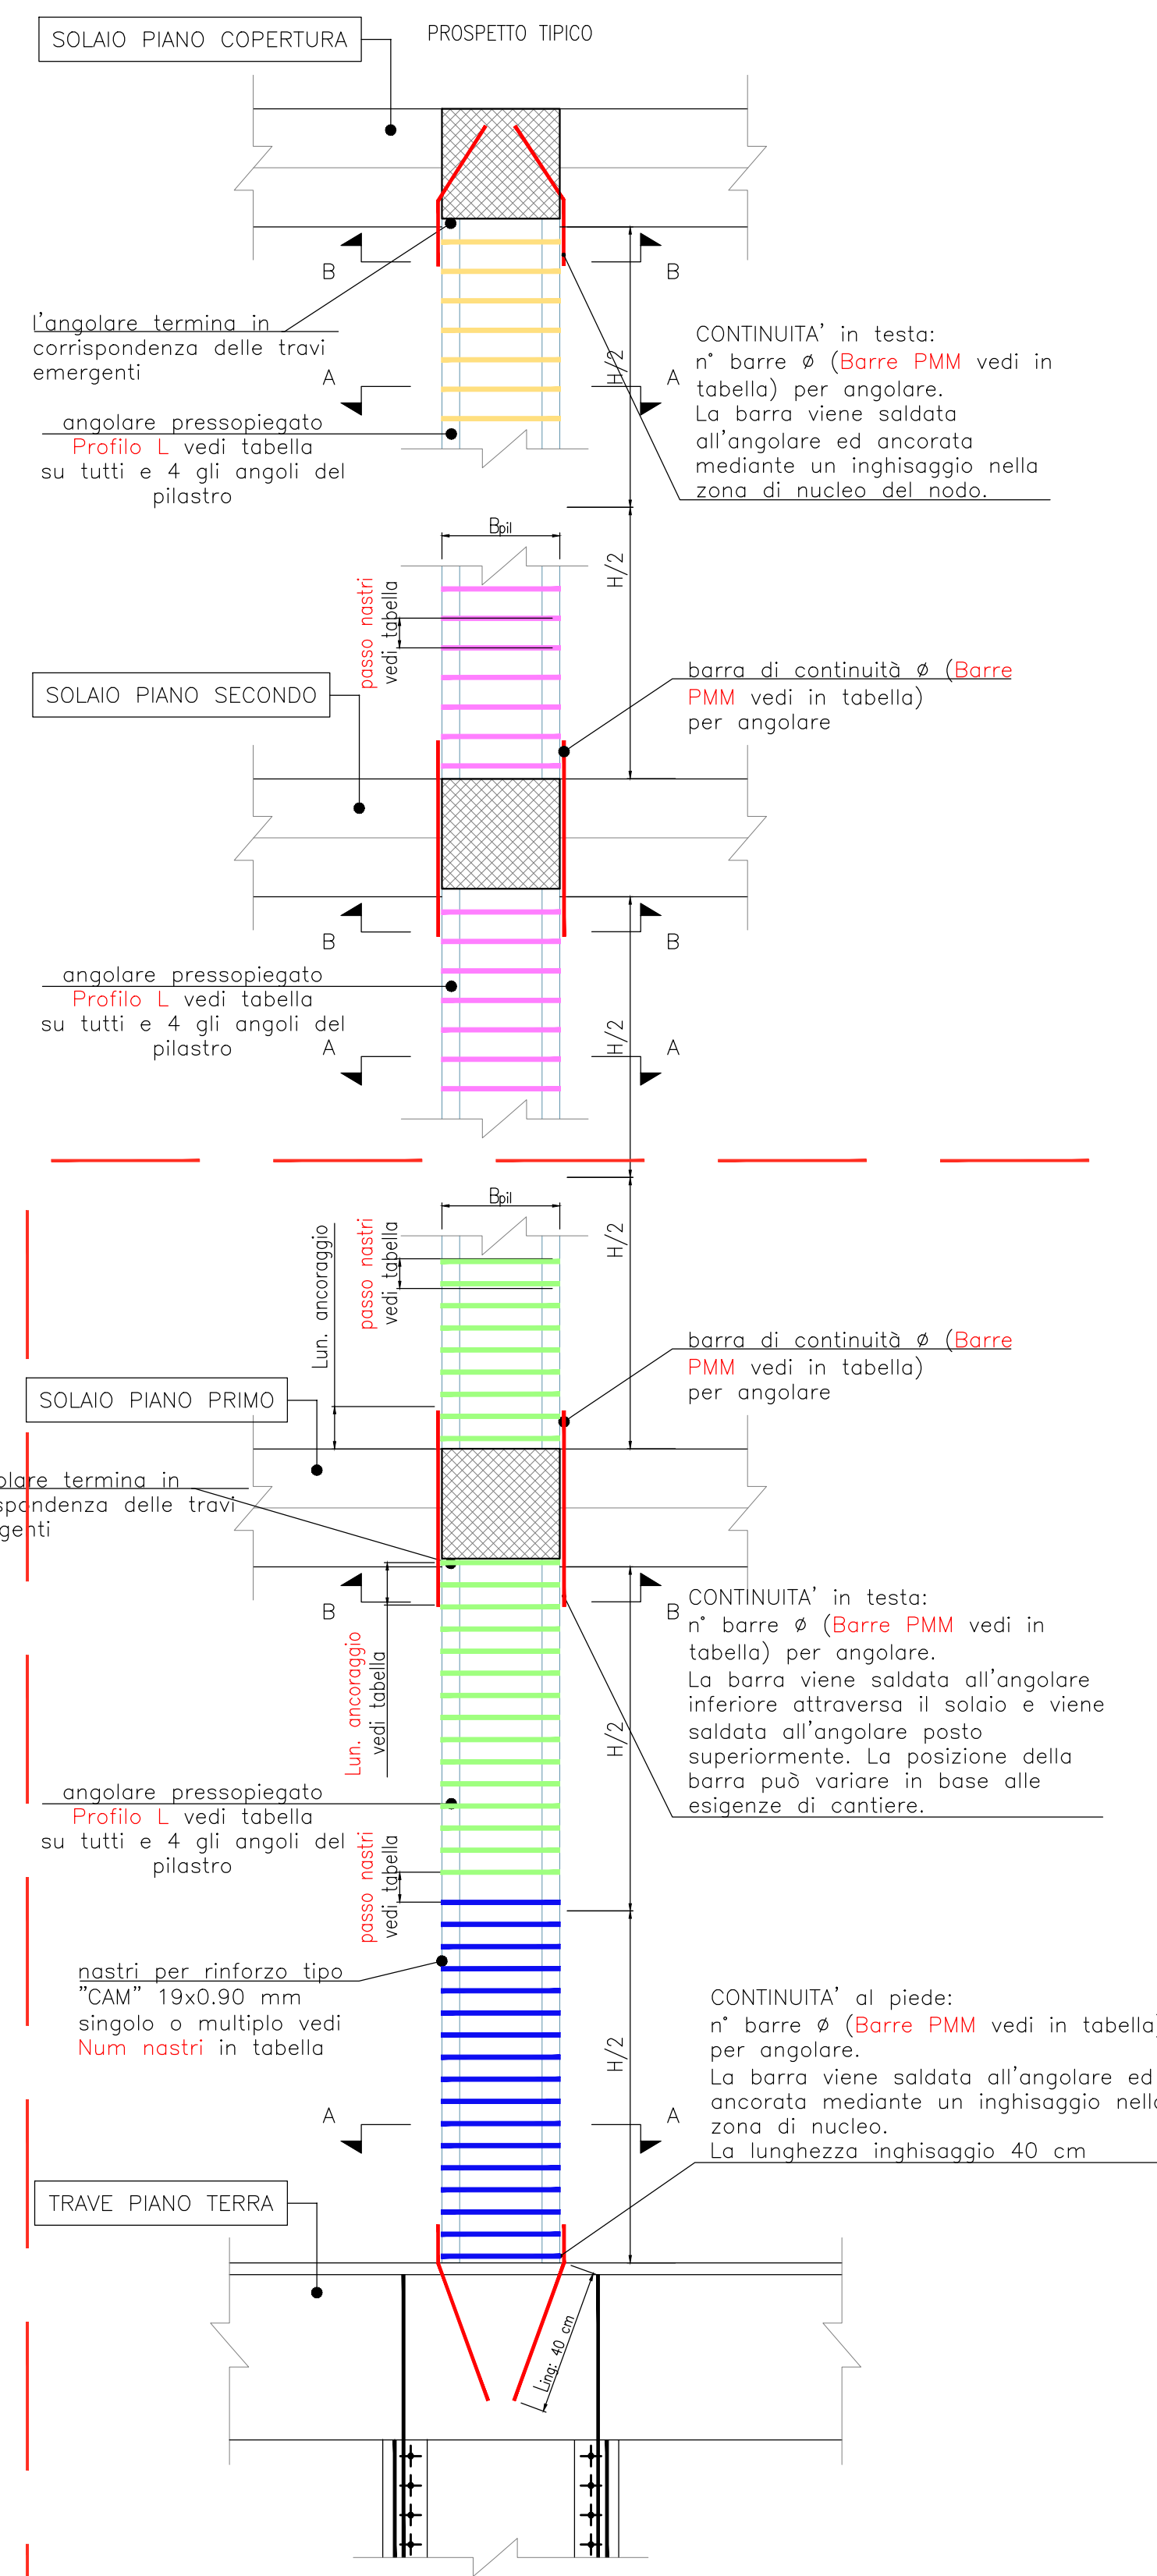 SOLAIO PIANO COPERTURA
PROSPETTO TIPICO
B
B
l'angolare termina in
corrispondenza delle travi
emergenti
A
A
H/2
CONTINUITA' in testa:
n° barre ø (Barre PMM vedi in
tabella) per angolare.
La barra viene saldata
all'angolare ed ancorata
mediante un inghisaggio nella
zona di nucleo del nodo.
angolare pressopiegato
Profilo L vedi tabella
su tutti e 4 gli angoli del
pilastro
Bpil
H/2
passo nastri
vedi tabella
SOLAIO PIANO SECONDO
barra di continuità ø (Barre
PMM vedi in tabella)
per angolare
B
B
angolare pressopiegato
Profilo L vedi tabella
su tutti e 4 gli angoli del
pilastro
H/2
A
A
Bpil
Lun. ancoraggio
passo nastri
vedi tabella
H/2
barra di continuità ø (Barre
PMM vedi in tabella)
per angolare
SOLAIO PIANO PRIMO
olare termina in
spondenza delle travi
genti
B
B
CONTINUITA' in testa:
n° barre ø (Barre PMM vedi in
tabella) per angolare.
La barra viene saldata all'angolare
inferiore attraversa il solaio e viene
saldata all'angolare posto
superiormente. La posizione della
barra può variare in base alle
esigenze di cantiere.
Lun. ancoraggio
vedi tabella
H/2
angolare pressopiegato
Profilo L vedi tabella
su tutti e 4 gli angoli del
pilastro
passo nastri
vedi tabella
nastri per rinforzo tipo
"CAM" 19x0.90 mm
singolo o multiplo vedi
Num nastri in tabella
H/2
CONTINUITA' al piede:
n° barre ø (Barre PMM vedi in tabella)
per angolare.
La barra viene saldata all'angolare ed
ancorata mediante un inghisaggio nella
zona di nucleo.
La lunghezza inghisaggio 40 cm
A
A
TRAVE PIANO TERRA
Ling: 40 cm